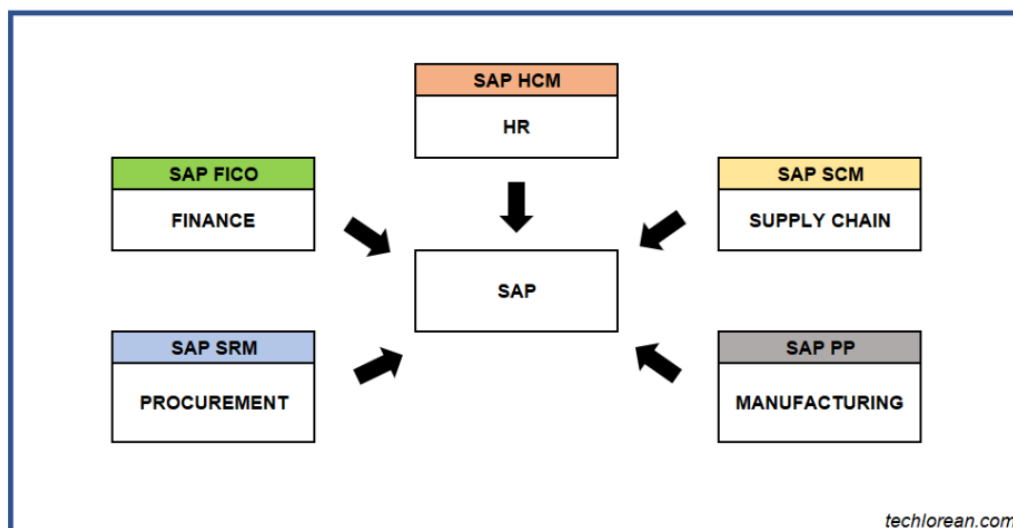 SAP HCM
HR
SAP FICO
FINANCE
SAP SCM
SUPPLY CHAIN
SAP
SAP SRM
PROCUREMENT
SAP PP
MANUFACTURING
techlorean.com